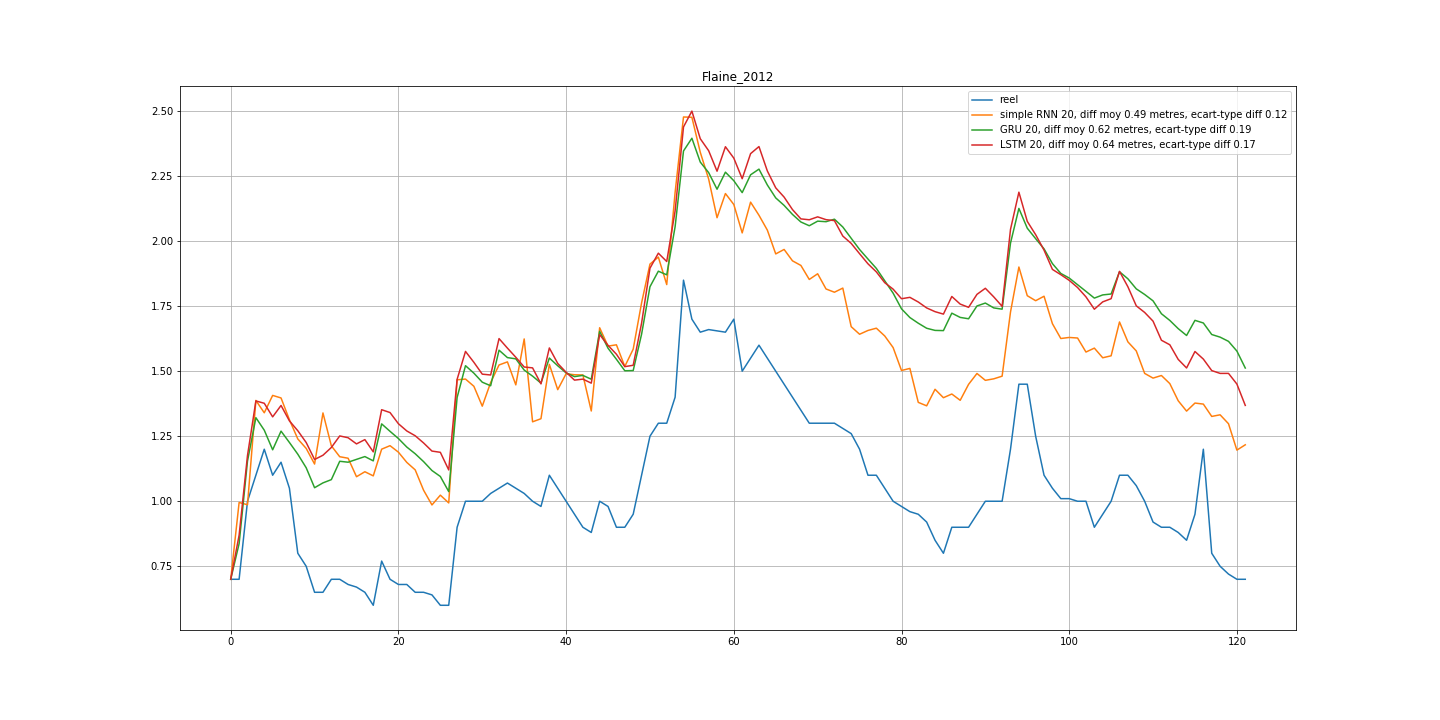 Flaine_2012
reel
simple RNN 20, diff moy 0.49 metres, ecart-type diff 0.12
GRU 20, diff moy 0.62 metres, ecart-type diff 0.19
LSTM 20, diff moy 0.64 metres, ecart-type diff 0.17
2.50
2.25
2.00
1.75
1.50
1.25
1.00
0.75
0 20 40 60 80 100 120